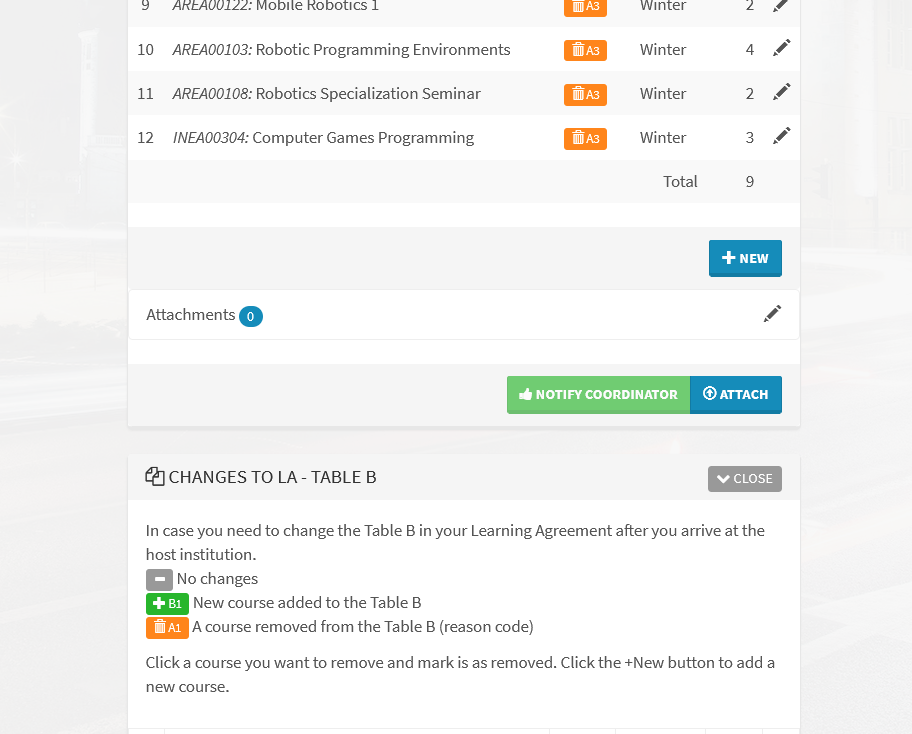 9 AREA00122: Mobile Robotics 1 A3 Winter 2
10 AREA00103: Robotic Programming Environments A3 Winter 4
11 AREA00108: Robotics Specialization Seminar A3 Winter 2
12 INEA00304: Computer Games Programming A3 Winter 3
Total 9
NEW
Attachments 0
NOTIFY COORDINATOR ATTACH
CHANGES TO LA - TABLE B CLOSE
In case you need to change the Table B in your Learning Agreement after you arrive at the
host institution.
No changes
B1 New course added to the Table B
A1 A course removed from the Table B (reason code)
Click a course you want to remove and mark is as removed. Click the +New button to add a
new course.